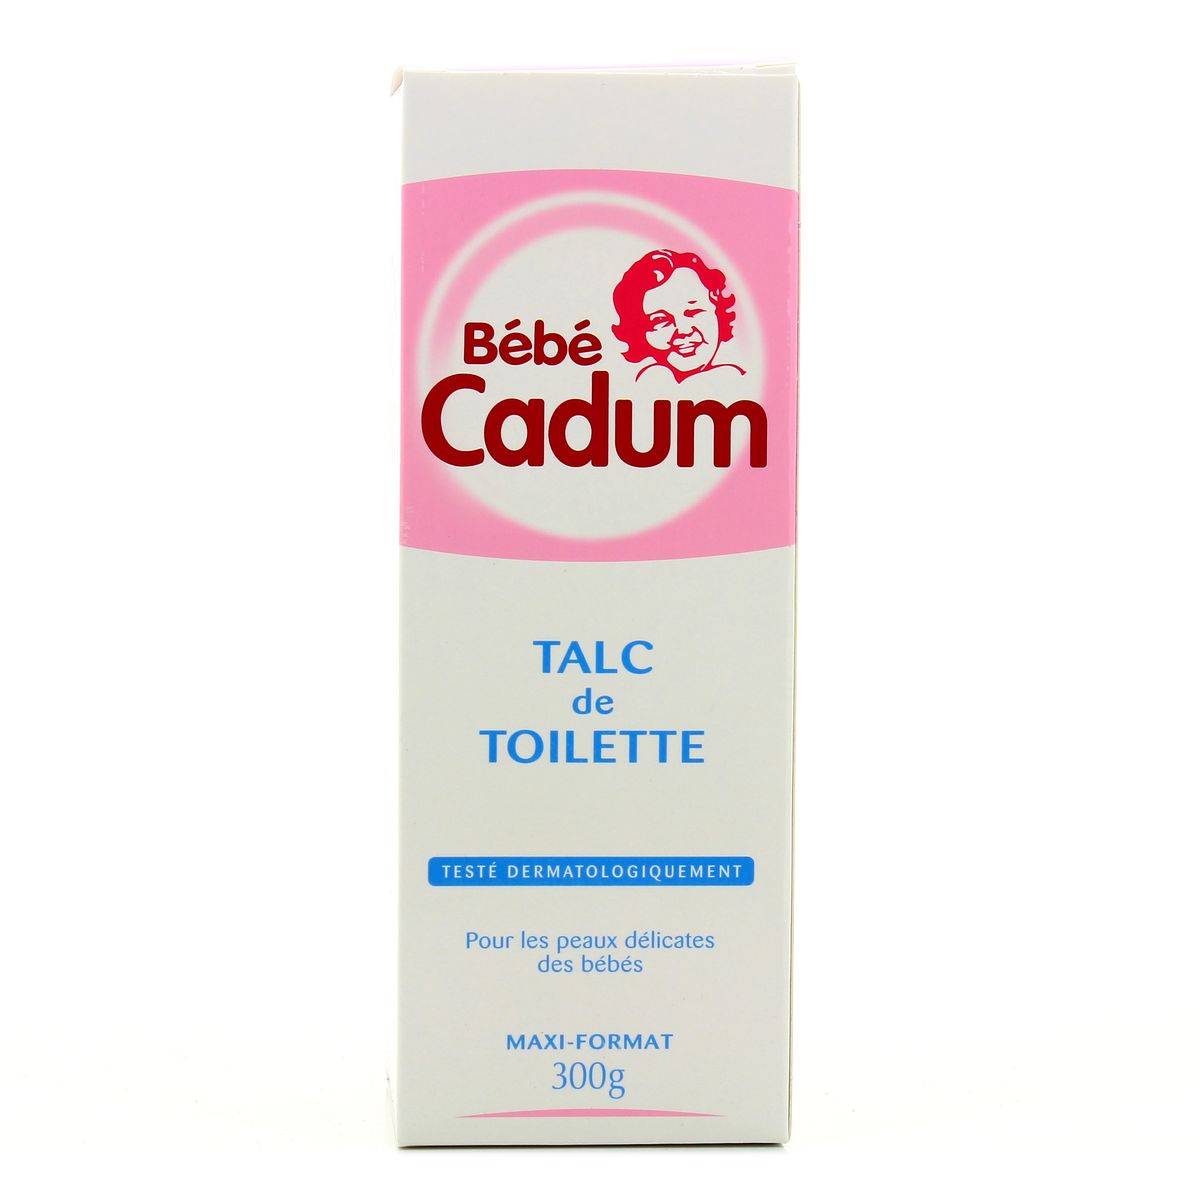 Bébé
Cadum
TALC
de
TOILETTE
TESTÉ DERMATOLOGIQUEMENT
Pour les peaux délicates
des bébés
MAXI-FORMAT
300g